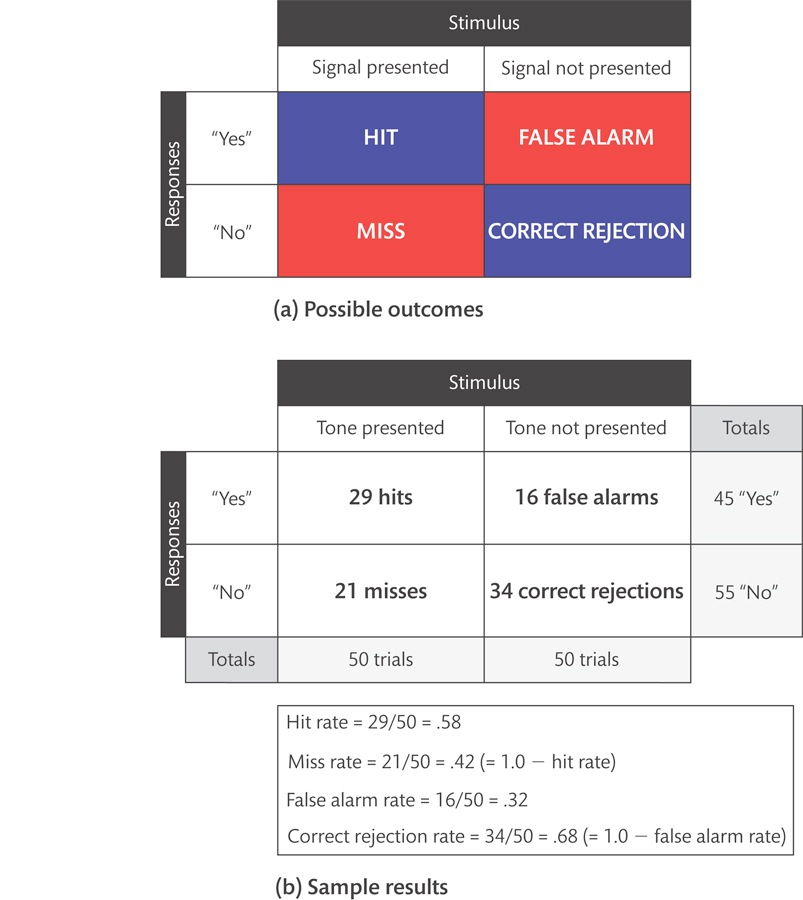 Stimulus
Signal presented Signal not presented
Responses
“Yes” HIT FALSE ALARM
“No” MISS CORRECT REJECTION
(a) Possible outcomes
Stimulus
Tone presented Tone not presented Totals
Responses
“Yes” 29 hits 16 false alarms 45 “Yes”
“No” 21 misses 34 correct rejections 55 “No”
Totals 50 trials 50 trials
Hit rate = 29/50 = .58
Miss rate = 21/50 = .42 (= 1.0 − hit rate)
False alarm rate = 16/50 = .32
Correct rejection rate = 34/50 = .68 (= 1.0 − false alarm rate)
(b) Sample results